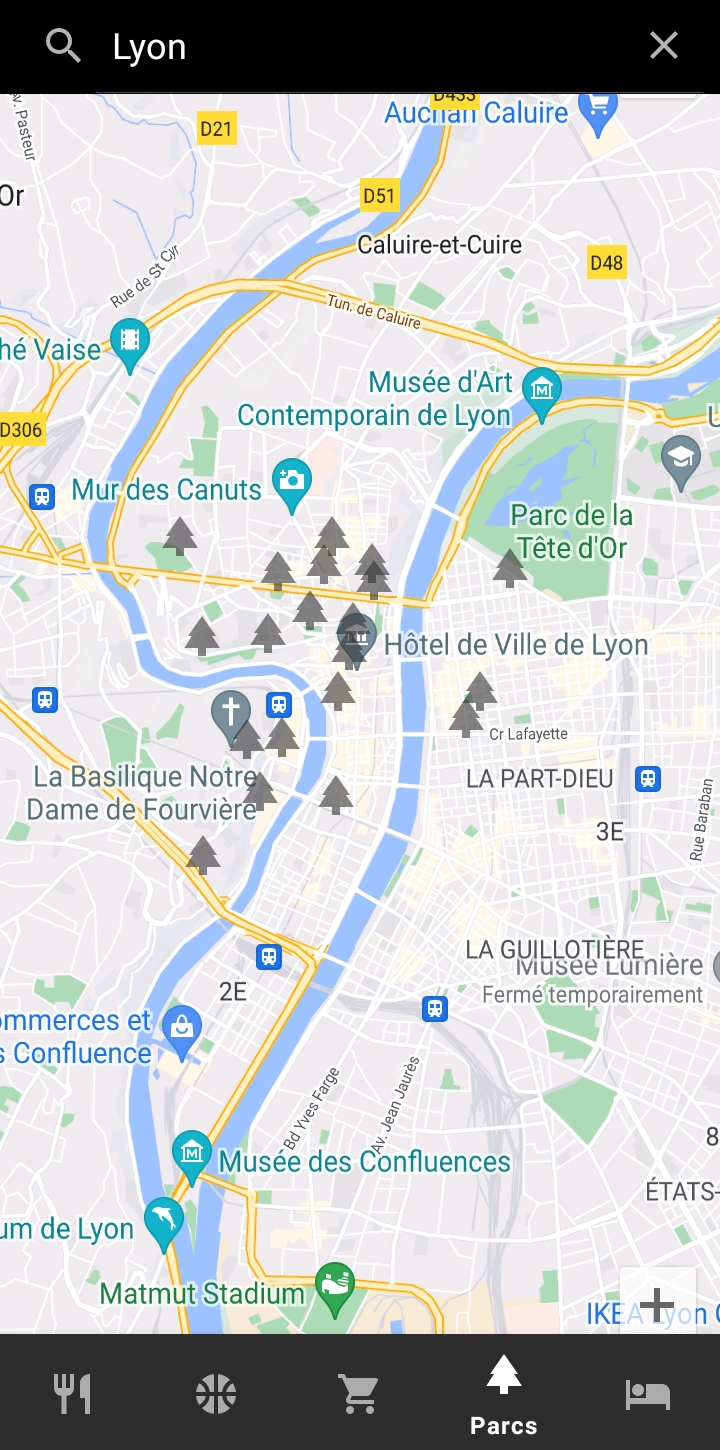 Lyon
D433
Auchan Caluire
D21
Av. Pasteur
D51
Or
Caluire-et-Cuire
D48
Rue de St Cyr
Tun. de Caluire
hé Vaise
Musée d'Art
Contemporain de Lyon
D306
U
Mur des Canuts
Parc de la
Tête d'Or
Hôtel de Ville de Lyon
Cr Lafayette
La Basilique Notre
Dame de Fourvière
LA PART-DIEU
Rue Baraban
3E
LA GUILLOTIÈRE
Musée Lumière
Fermé temporairement
2E
ommerces et
s Confluence
Bd Yves Farge
Av. Jean Jaurès
8
Musée des Confluences
ÉTATS-
um de Lyon
Matmut Stadium
IKEA Lyon
Parcs